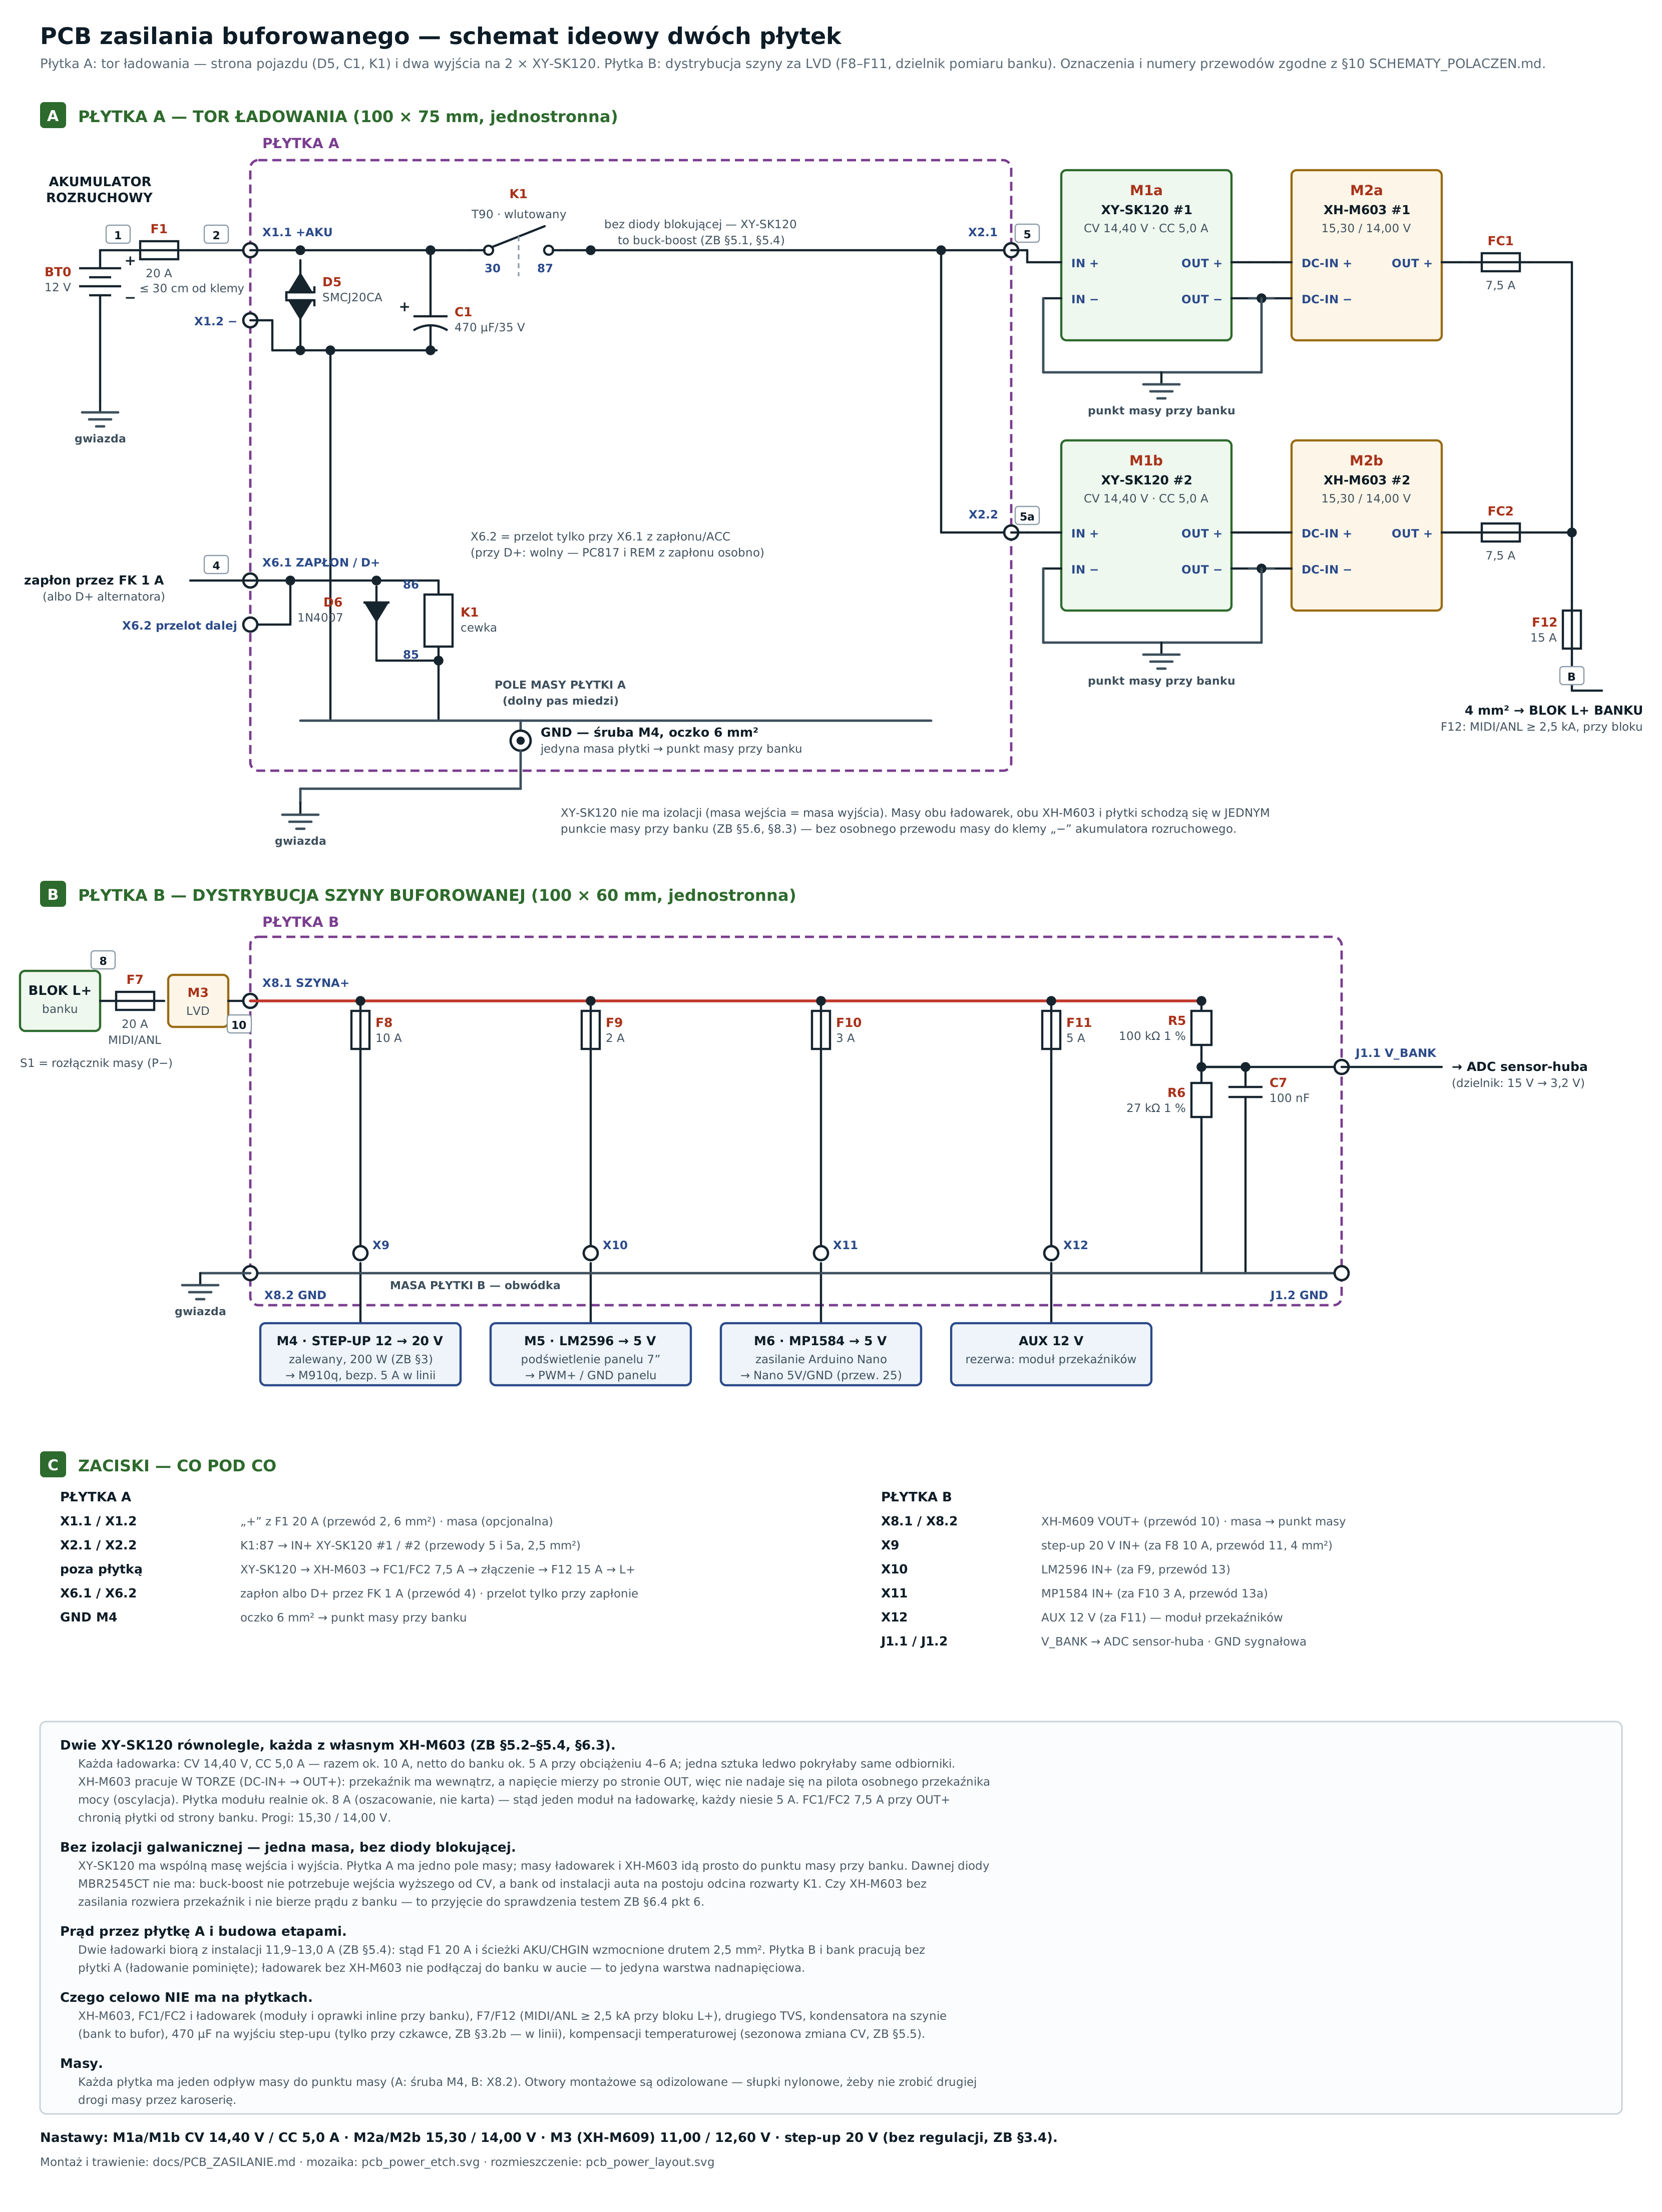 PCB zasilania buforowanego — schemat ideowy dwóch płytek
Płytka A: tor ładowania — strona pojazdu (D5, C1, K1) i dwa wyjścia na 2 × XY-SK120. Płytka B: dystrybucja szyny za LVD (F8–F11, dzielnik pomiaru banku). Oznaczenia i numery przewodów zgodne z §10 SCHEMATY_POLACZEN.md.
A PŁYTKA A — TOR ŁADOWANIA (100 × 75 mm, jednostronna)
PŁYTKA A
AKUMULATOR
ROZRUCHOWY
1
F1
2
20 A
≤ 30 cm od klemy
BT0
12 V
+
−
gwiazda
X1.1 +AKU
X1.2 −
D5
SMCJ20CA
+
C1
470 µF/35 V
K1
T90 · wlutowany
30
87
bez diody blokującej — XY-SK120
to buck-boost (ZB §5.1, §5.4)
X2.1
5
M1a
XY-SK120 #1
CV 14,40 V · CC 5,0 A
IN +
OUT +
IN −
OUT −
M2a
XH-M603 #1
15,30 / 14,00 V
DC-IN +
OUT +
DC-IN −
FC1
7,5 A
punkt masy przy banku
X2.2
5a
M1b
XY-SK120 #2
CV 14,40 V · CC 5,0 A
IN +
OUT +
IN −
OUT −
M2b
XH-M603 #2
15,30 / 14,00 V
DC-IN +
OUT +
DC-IN −
FC2
7,5 A
punkt masy przy banku
F12
15 A
B
4 mm² → BLOK L+ BANKU
F12: MIDI/ANL ≥ 2,5 kA, przy bloku
X6.2 = przelot tylko przy X6.1 z zapłonu/ACC
(przy D+: wolny — PC817 i REM z zapłonu osobno)
4
X6.1 ZAPŁON / D+
zapłon przez FK 1 A
(albo D+ alternatora)
X6.2 przelot dalej
D6
1N4007
86
85
K1
cewka
POLE MASY PŁYTKI A
(dolny pas miedzi)
GND — śruba M4, oczko 6 mm²
jedyna masa płytki → punkt masy przy banku
gwiazda
XY-SK120 nie ma izolacji (masa wejścia = masa wyjścia). Masy obu ładowarek, obu XH-M603 i płytki schodzą się w JEDNYM
punkcie masy przy banku (ZB §5.6, §8.3) — bez osobnego przewodu masy do klemy „−” akumulatora rozruchowego.
B PŁYTKA B — DYSTRYBUCJA SZYNY BUFOROWANEJ (100 × 60 mm, jednostronna)
PŁYTKA B
8
BLOK L+
banku
F7
20 A
MIDI/ANL
M3
LVD
10
S1 = rozłącznik masy (P−)
X8.1 SZYNA+
F8
10 A
F9
2 A
F10
3 A
F11
5 A
R5
100 kΩ 1 %
R6
27 kΩ 1 %
C7
100 nF
J1.1 V_BANK
→ ADC sensor-huba
(dzielnik: 15 V → 3,2 V)
X9
X10
X11
X12
gwiazda
X8.2 GND
MASA PŁYTKI B — obwódka
J1.2 GND
M4 · STEP-UP 12 → 20 V
zalewany, 200 W (ZB §3)
→ M910q, bezp. 5 A w linii
M5 · LM2596 → 5 V
podświetlenie panelu 7”
→ PWM+ / GND panelu
M6 · MP1584 → 5 V
zasilanie Arduino Nano
→ Nano 5V/GND (przew. 25)
AUX 12 V
rezerwa: moduł przekaźników
C ZACISKI — CO POD CO
PŁYTKA A
X1.1 / X1.2 „+” z F1 20 A (przewód 2, 6 mm²) · masa (opcjonalna)
X2.1 / X2.2 K1:87 → IN+ XY-SK120 #1 / #2 (przewody 5 i 5a, 2,5 mm²)
poza płytką XY-SK120 → XH-M603 → FC1/FC2 7,5 A → złączenie → F12 15 A → L+
X6.1 / X6.2 zapłon albo D+ przez FK 1 A (przewód 4) · przelot tylko przy zapłonie
GND M4 oczko 6 mm² → punkt masy przy banku
PŁYTKA B
X8.1 / X8.2 XH-M609 VOUT+ (przewód 10) · masa → punkt masy
X9 step-up 20 V IN+ (za F8 10 A, przewód 11, 4 mm²)
X10 LM2596 IN+ (za F9, przewód 13)
X11 MP1584 IN+ (za F10 3 A, przewód 13a)
X12 AUX 12 V (za F11) — moduł przekaźników
J1.1 / J1.2 V_BANK → ADC sensor-huba · GND sygnałowa
Dwie XY-SK120 równolegle, każda z własnym XH-M603 (ZB §5.2–§5.4, §6.3).
Każda ładowarka: CV 14,40 V, CC 5,0 A — razem ok. 10 A, netto do banku ok. 5 A przy obciążeniu 4–6 A; jedna sztuka ledwo pokryłaby same odbiorniki.
XH-M603 pracuje W TORZE (DC-IN+ → OUT+): przekaźnik ma wewnątrz, a napięcie mierzy po stronie OUT, więc nie nadaje się na pilota osobnego przekaźnika
mocy (oscylacja). Płytka modułu realnie ok. 8 A (oszacowanie, nie karta) — stąd jeden moduł na ładowarkę, każdy niesie 5 A. FC1/FC2 7,5 A przy OUT+
chronią płytki od strony banku. Progi: 15,30 / 14,00 V.
Bez izolacji galwanicznej — jedna masa, bez diody blokującej.
XY-SK120 ma wspólną masę wejścia i wyjścia. Płytka A ma jedno pole masy; masy ładowarek i XH-M603 idą prosto do punktu masy przy banku. Dawnej diody
MBR2545CT nie ma: buck-boost nie potrzebuje wejścia wyższego od CV, a bank od instalacji auta na postoju odcina rozwarty K1. Czy XH-M603 bez
zasilania rozwiera przekaźnik i nie bierze prądu z banku — to przyjęcie do sprawdzenia testem ZB §6.4 pkt 6.
Prąd przez płytkę A i budowa etapami.
Dwie ładowarki biorą z instalacji 11,9–13,0 A (ZB §5.4): stąd F1 20 A i ścieżki AKU/CHGIN wzmocnione drutem 2,5 mm². Płytka B i bank pracują bez
płytki A (ładowanie pominięte); ładowarek bez XH-M603 nie podłączaj do banku w aucie — to jedyna warstwa nadnapięciowa.
Czego celowo NIE ma na płytkach.
XH-M603, FC1/FC2 i ładowarek (moduły i oprawki inline przy banku), F7/F12 (MIDI/ANL ≥ 2,5 kA przy bloku L+), drugiego TVS, kondensatora na szynie
(bank to bufor), 470 µF na wyjściu step-upu (tylko przy czkawce, ZB §3.2b — w linii), kompensacji temperaturowej (sezonowa zmiana CV, ZB §5.5).
Masy.
Każda płytka ma jeden odpływ masy do punktu masy (A: śruba M4, B: X8.2). Otwory montażowe są odizolowane — słupki nylonowe, żeby nie zrobić drugiej
drogi masy przez karoserię.
Nastawy: M1a/M1b CV 14,40 V / CC 5,0 A · M2a/M2b 15,30 / 14,00 V · M3 (XH-M609) 11,00 / 12,60 V · step-up 20 V (bez regulacji, ZB §3.4).
Montaż i trawienie: docs/PCB_ZASILANIE.md · mozaika: pcb_power_etch.svg · rozmieszczenie: pcb_power_layout.svg